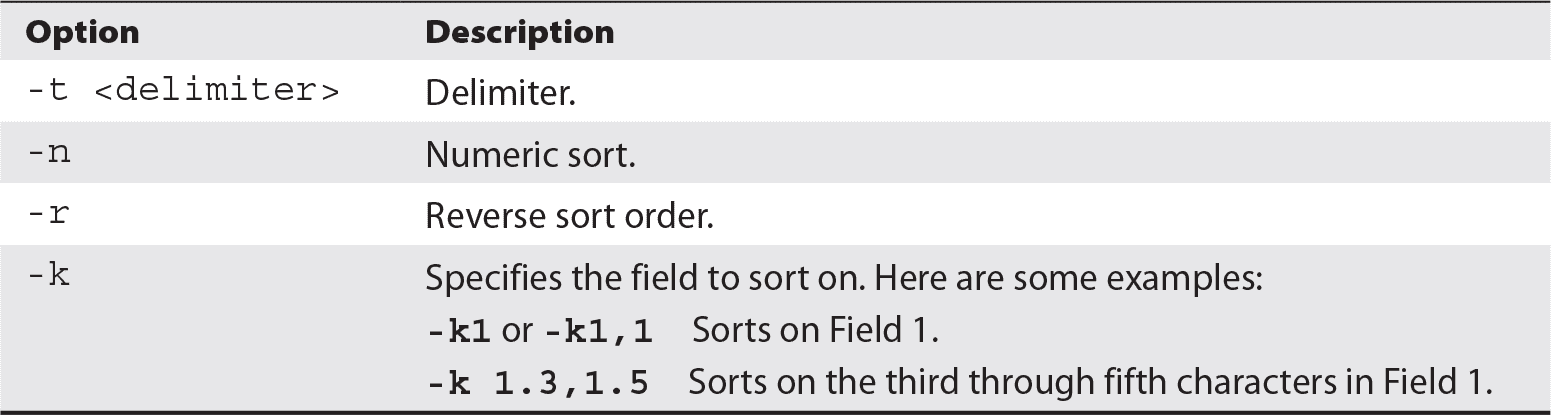 Option Description
-t <delimiter> Delimiter.
-n Numeric sort.
-r Reverse sort order.
-k Specifies the field to sort on. Here are some examples:
-k1 or -k1,1 Sorts on Field 1.
-k 1.3,1.5 Sorts on the third through fifth characters in Field 1.